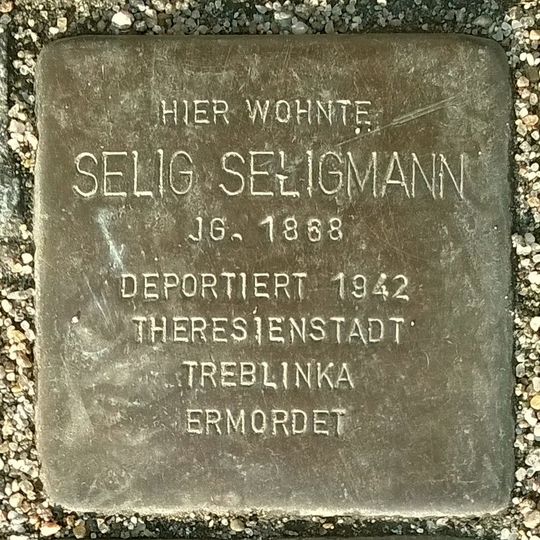 HIER WOHNTE
SELIG SELIGMANN
JG. 1868
DEPORTIERT 1942
THERESIENSTADT
TREBLINKA
ERMORDET